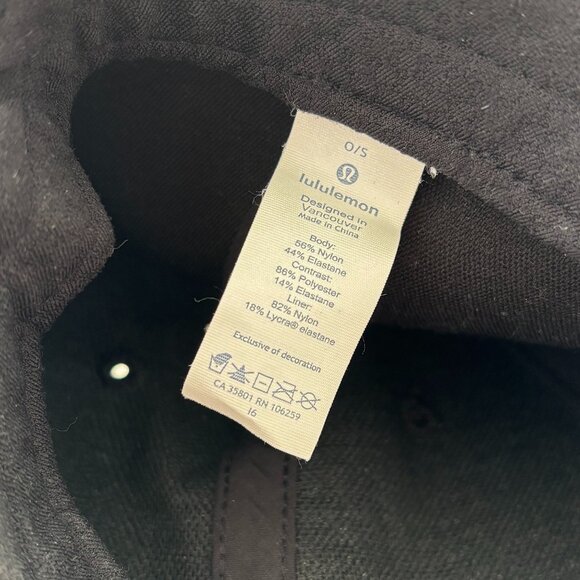 O/S
lululemon
Designed in
Vancouver
Made in China
Body:
56% Nylon
44% Elastane
Contrast:
86% Polyester
14% Elastane
Liner:
82% Nylon
18% Lycra® elastane
Exclusive of decoration
CA 35801 RN 106259
I6